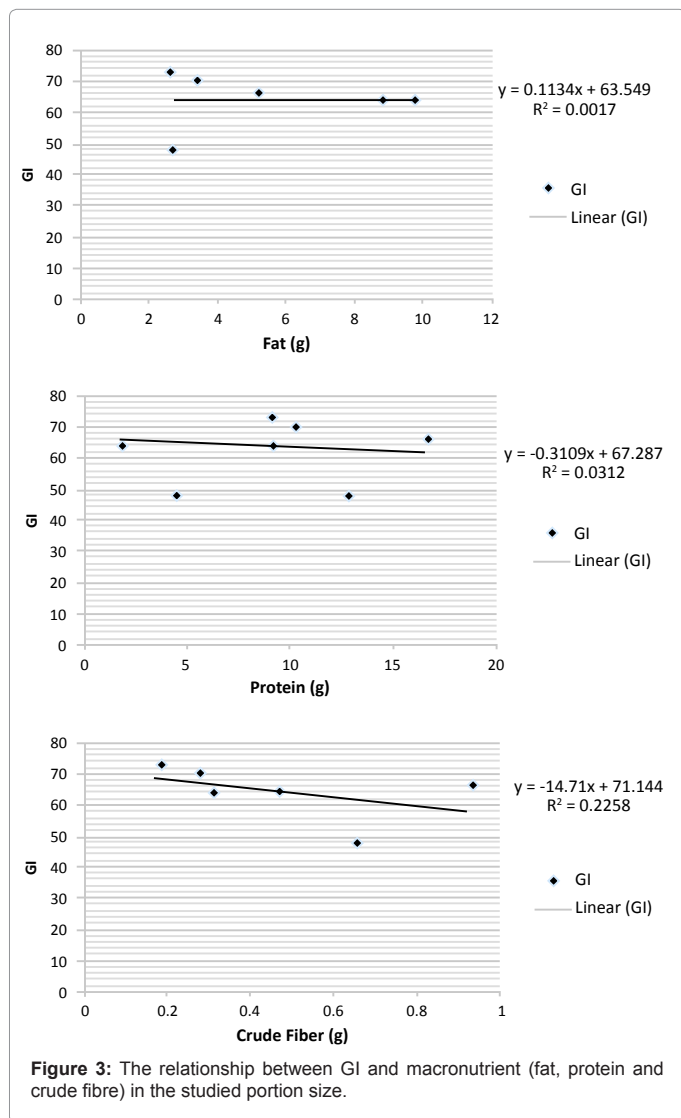 80
70
60
50
40
30
20
10
0
GI
0 2 4 6 8 10 12
Fat (g)
y = 0.1134x + 63.549
R² = 0.0017
GI
Linear (GI)
80
70
60
50
40
30
20
10
0
GI
0 5 10 15 20
Protein (g)
y = -0.3109x + 67.287
R² = 0.0312
GI
Linear (GI)
80
70
60
50
40
30
20
10
0
GI
0 0.2 0.4 0.6 0.8 1
Crude Fiber (g)
y = -14.71x + 71.144
R² = 0.2258
GI
Linear (GI)
Figure 3: The relationship between GI and macronutrient (fat, protein and
crude fibre) in the studied portion size.